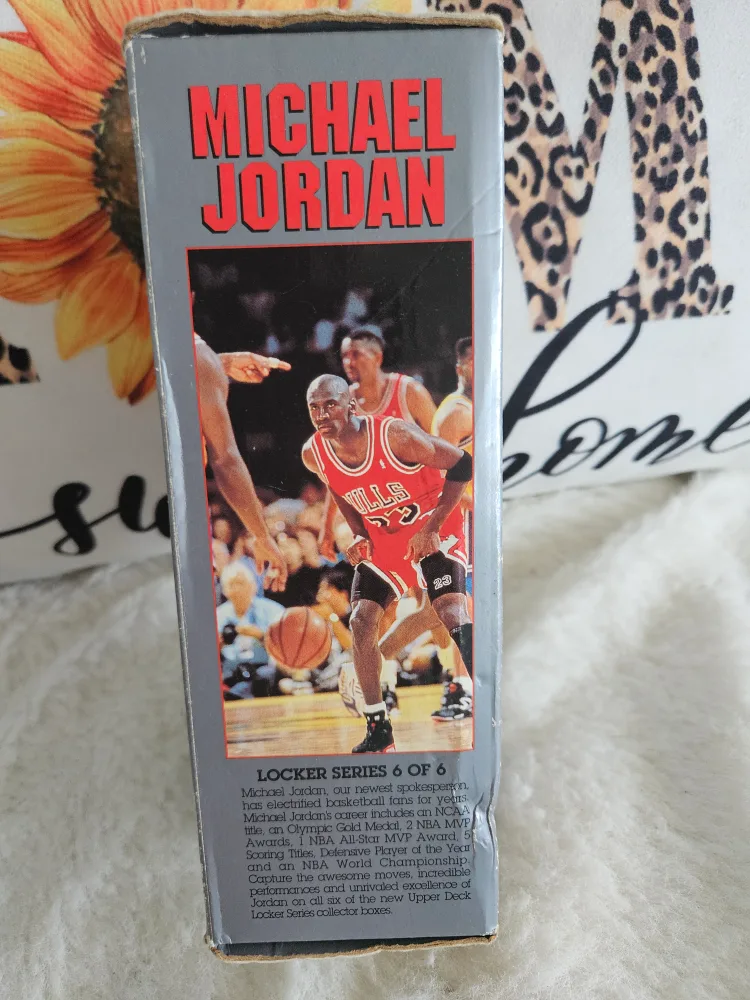 MICHAEL
JORDAN
ULLS
23
23
LOCKER SERIES 6 OF 6
Michael Jordan, our newest spokesperson,
has electrified basketball fans for years.
Michael Jordan's career includes an NCAA
title, an Olympic Gold Medal, 2 NBA MVP
Awards, 1 NBA All-Star MVP Award, 5
Scoring Titles, Defensive Player of the Year
and an NBA World Championship.
Capture the awesome moves, incredible
performances and unrivaled excellence of
Jordan on all six of the new Upper Deck
Locker Series collector boxes.
M
sw
home